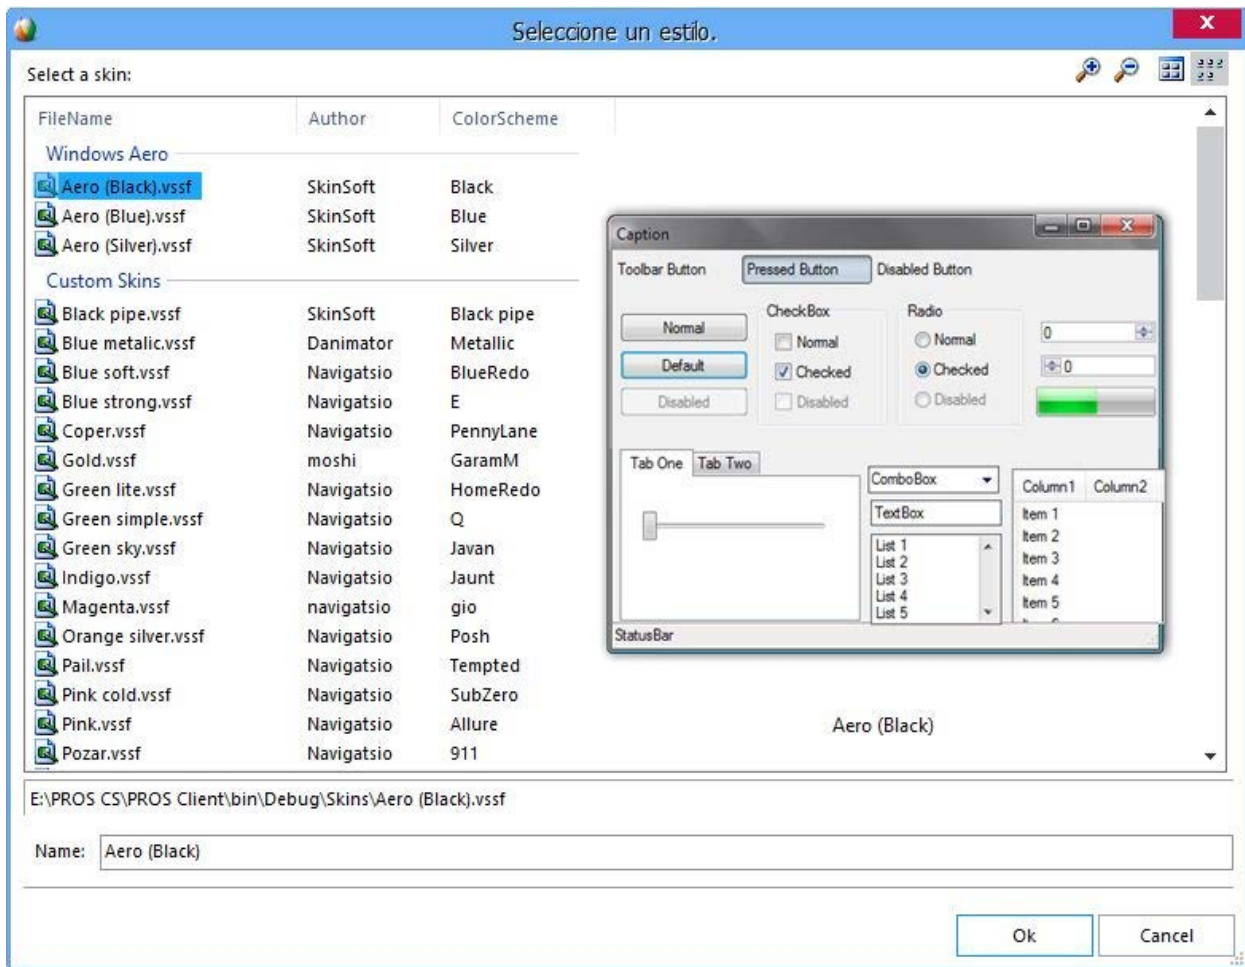 Seleccione un estilo.
X
Select a skin:
FileName Author ColorScheme
Windows Aero
Aero (Black).vssf SkinSoft Black
Aero (Blue).vssf SkinSoft Blue
Aero (Silver).vssf SkinSoft Silver
Custom Skins
Black pipe.vssf SkinSoft Black pipe
Blue metalic.vssf Danimator Metallic
Blue soft.vssf Navigatsio BlueRedo
Blue strong.vssf Navigatsio E
Coper.vssf Navigatsio PennyLane
Gold.vssf moshi GaramM
Green lite.vssf Navigatsio HomeRedo
Green simple.vssf Navigatsio Q
Green sky.vssf Navigatsio Javan
Indigo.vssf Navigatsio Jaunt
Magenta.vssf navigatsio gio
Orange silver.vssf Navigatsio Posh
Pail.vssf Navigatsio Tempted
Pink cold.vssf Navigatsio SubZero
Pink.vssf Navigatsio Allure
Pozar.vssf Navigatsio 911
Caption
Toolbar Button Pressed Button Disabled Button
Normal
Default
Disabled
CheckBox
Normal
Checked
Disabled
Radio
Normal
Checked
Disabled
0
0
Tab One Tab Two
ComboBox
TextBox
List 1
List 2
List 3
List 4
List 5
Column1 Column2
Item 1
Item 2
Item 3
Item 4
Item 5
StatusBar
Aero (Black)
E:\PROS CS\PROS Client\bin\Debug\Skins\Aero (Black).vssf
Name: Aero (Black)
Ok Cancel